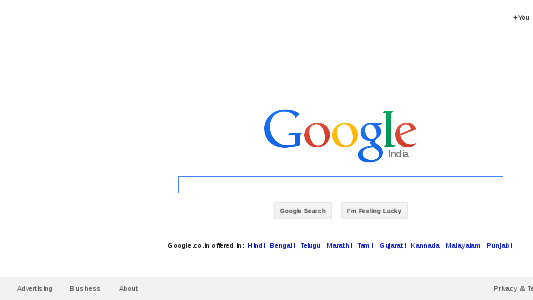 +You
Google
India
Google Search I'm Feeling Lucky
Google.co.in offered in: Hindi Bengali Telugu Marathi Tamil Gujarati Kannada Malayalam Punjabi
Advertising Business About Privacy &